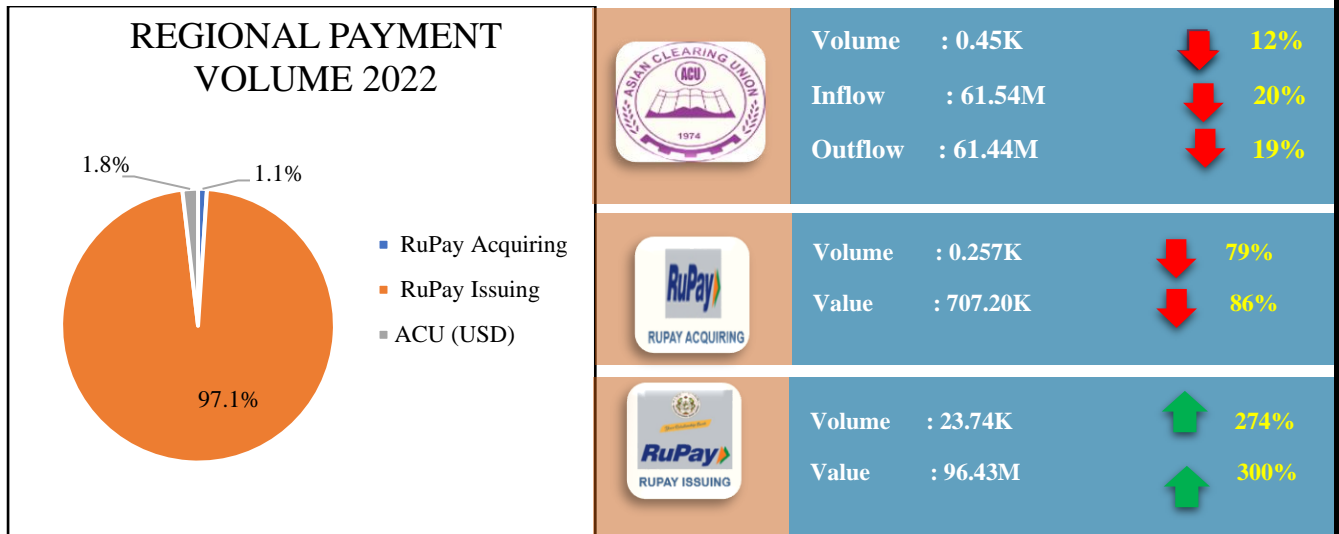 REGIONAL PAYMENT
VOLUME 2022
1.8%
1.1%
97.1%
RuPay Acquiring
RuPay Issuing
ACU (USD)
ASIAN CLEARING UNION
ACU
1974
Volume : 0.45K 12%
Inflow : 61.54M 20%
Outflow : 61.44M 19%
RuPay
RUPAY ACQUIRING
Volume : 0.257K 79%
Value : 707.20K 86%
RuPay
RUPAY ISSUING
Volume : 23.74K 274%
Value : 96.43M 300%